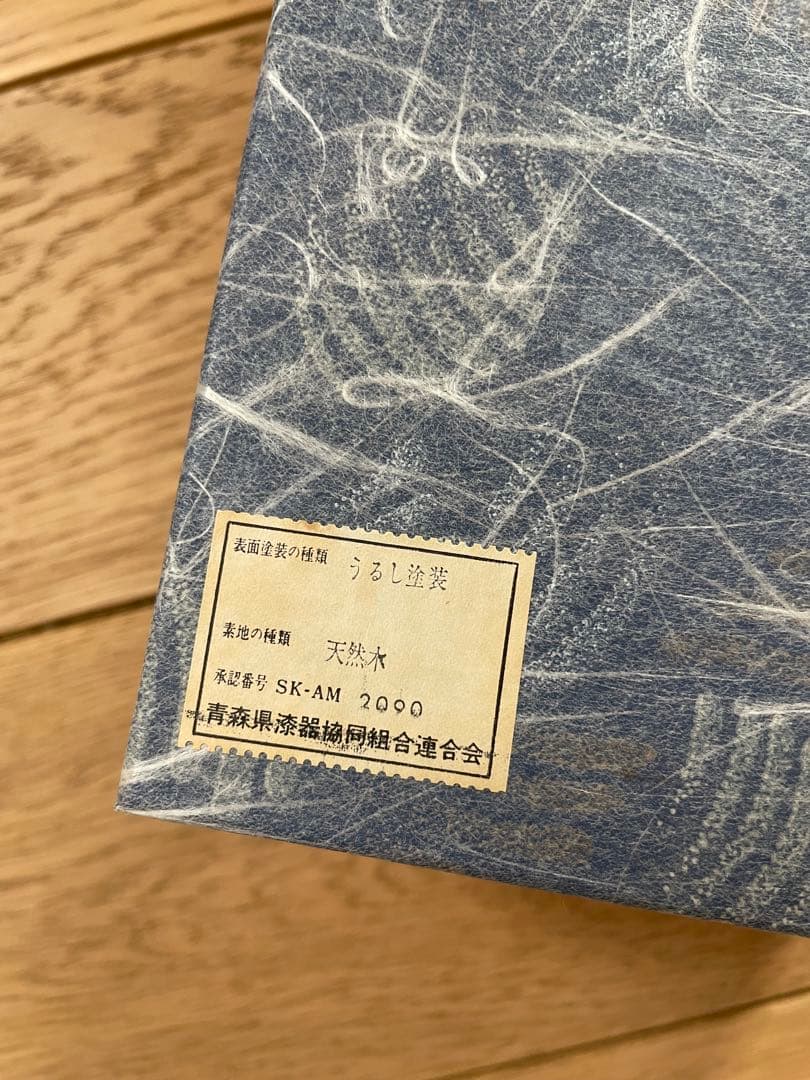 表面塗装の種類 うるし塗装
素地の種類 天然木
承認番号 SK-AM 2090
青森県漆器協同組合連合会